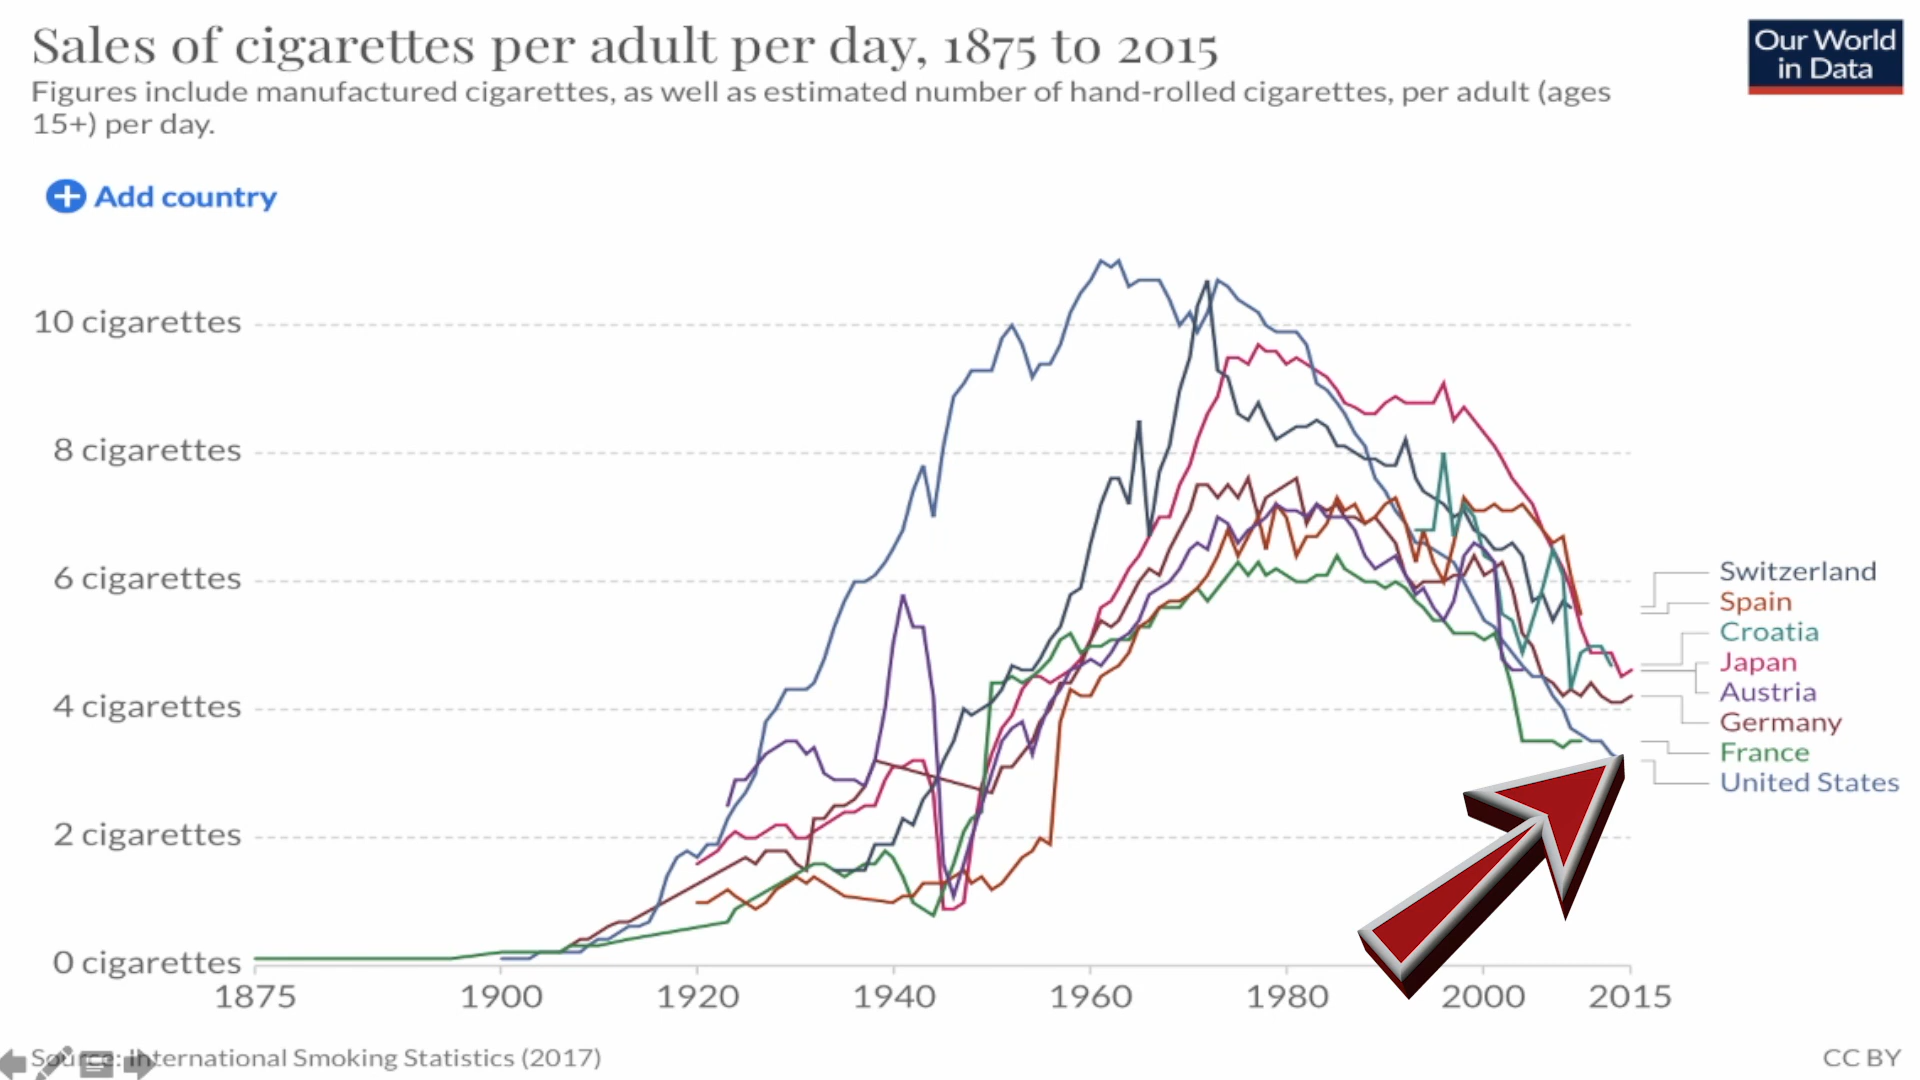 Sales of cigarettes per adult per day, 1875 to 2015
Our World
in Data
Figures include manufactured cigarettes, as well as estimated number of hand-rolled cigarettes, per adult (ages
15+) per day.
Add country
10 cigarettes
8 cigarettes
6 cigarettes
4 cigarettes
2 cigarettes
0 cigarettes
Switzerland
Spain
Croatia
Japan
Austria
Germany
France
United States
1875 1900 1920 1940 1960 1980 2000 2015
Source: International Smoking Statistics (2017)
CC BY